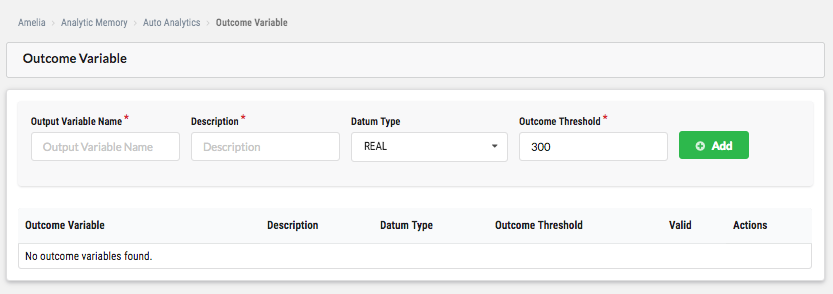 Amelia > Analytic Memory > Auto Analytics > Outcome Variable
Outcome Variable
Output Variable Name * Description * Datum Type Outcome Threshold *
Output Variable Name Description REAL 300 Add
Outcome Variable Description Datum Type Outcome Threshold Valid Actions
No outcome variables found.